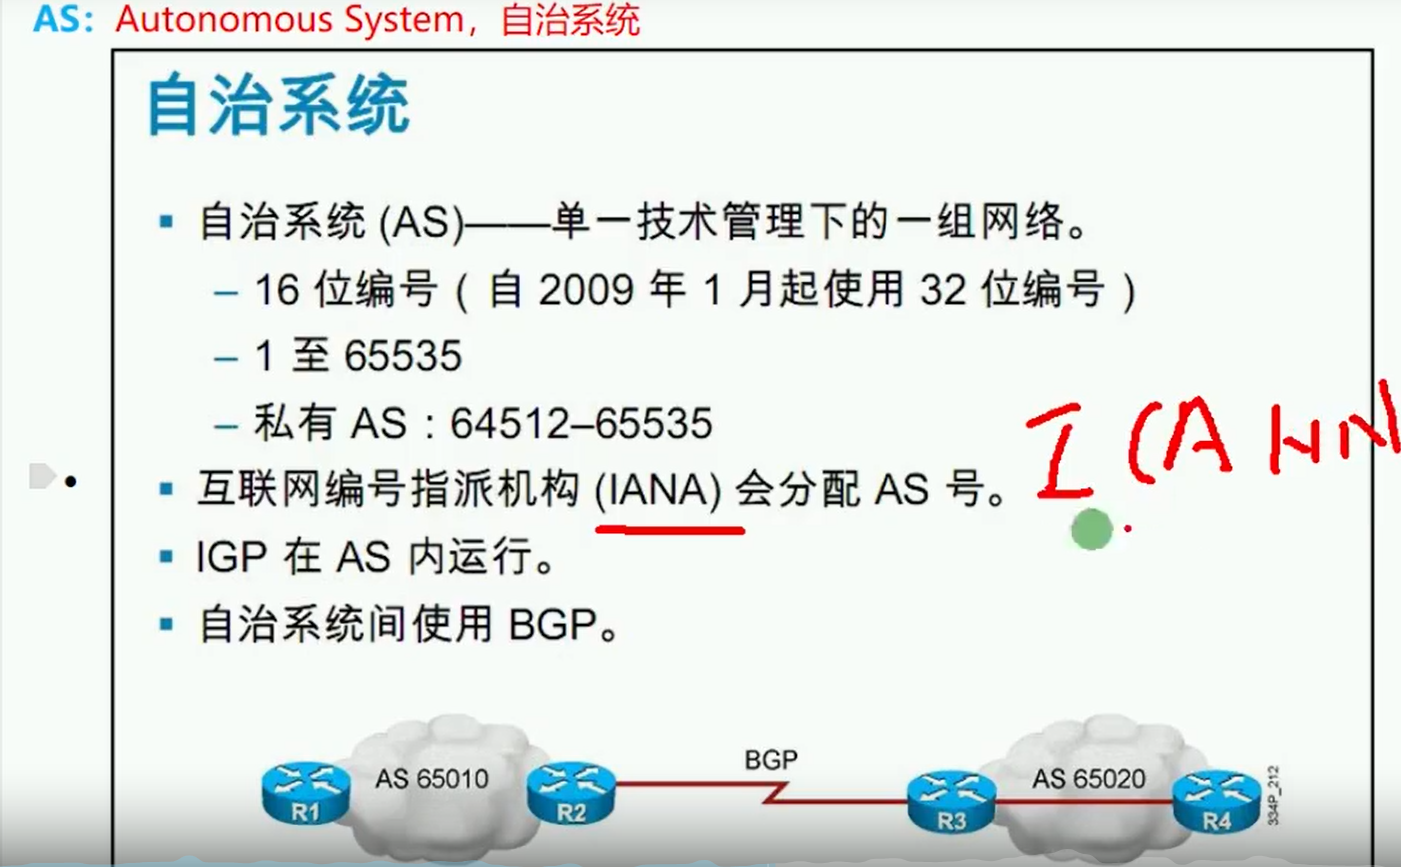 AS：Autonomous System，自治系统
自治系统
▪ 自治系统 (AS)——单一技术管理下的一组网络。
– 16 位编号（自 2009 年 1 月起使用 32 位编号）
– 1 至 65535
– 私有 AS：64512–65535
ICANN
▪ 互联网编号指派机构 (IANA) 会分配 AS 号。
▪ IGP 在 AS 内运行。
▪ 自治系统间使用 BGP。
BGP
AS 65010
AS 65020
R1
R2
R3
R4
334P_212